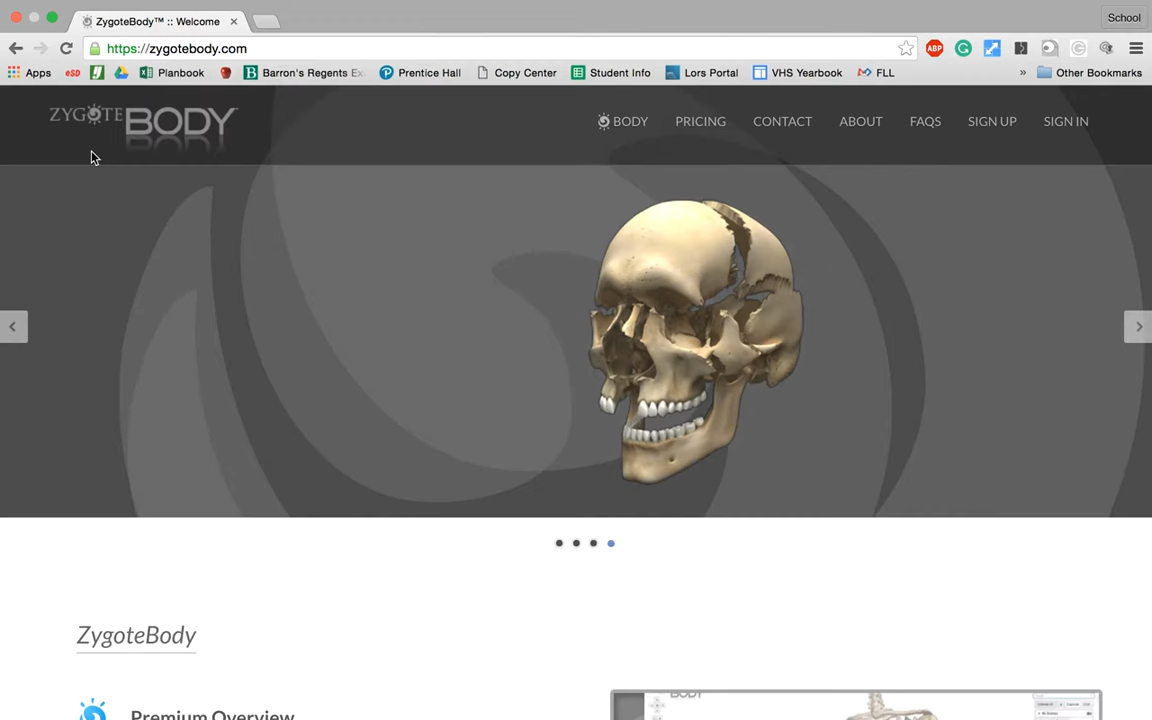 ZygoteBody™ :: Welcome
School
https://zygotebody.com
ABP
Apps
eSD
Planbook
Barron's Regents Ex
Prentice Hall
Copy Center
Student Info
Lors Portal
VHS Yearbook
FLL
»
Other Bookmarks
ZYGOTE BODY
BODY
PRICING
CONTACT
ABOUT
FAQS
SIGN UP
SIGN IN
ZygoteBody
Premium Overview